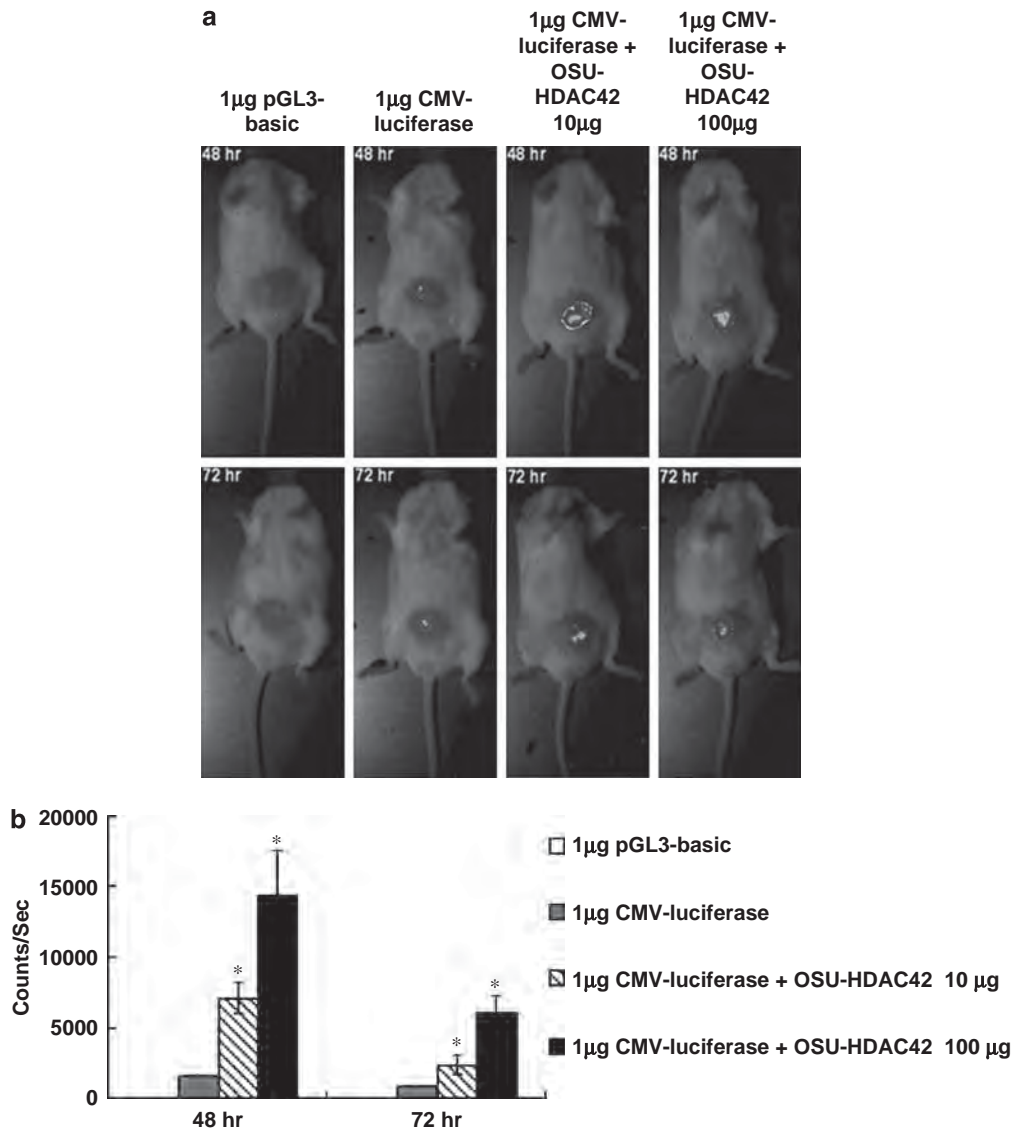 a
1μg pGL3-
basic
1μg CMV-
luciferase
1μg CMV-
luciferase +
OSU-
HDAC42
10μg
1μg CMV-
luciferase +
OSU-
HDAC42
100μg
48 hr
48 hr
48 hr
48 hr
72 hr
72 hr
72 hr
72 hr
b
20000
15000
10000
5000
0
Counts/Sec
*
*
*
*
48 hr
72 hr
1μg pGL3-basic
1μg CMV-luciferase
1μg CMV-luciferase + OSU-HDAC42 10 μg
1μg CMV-luciferase + OSU-HDAC42 100 μg